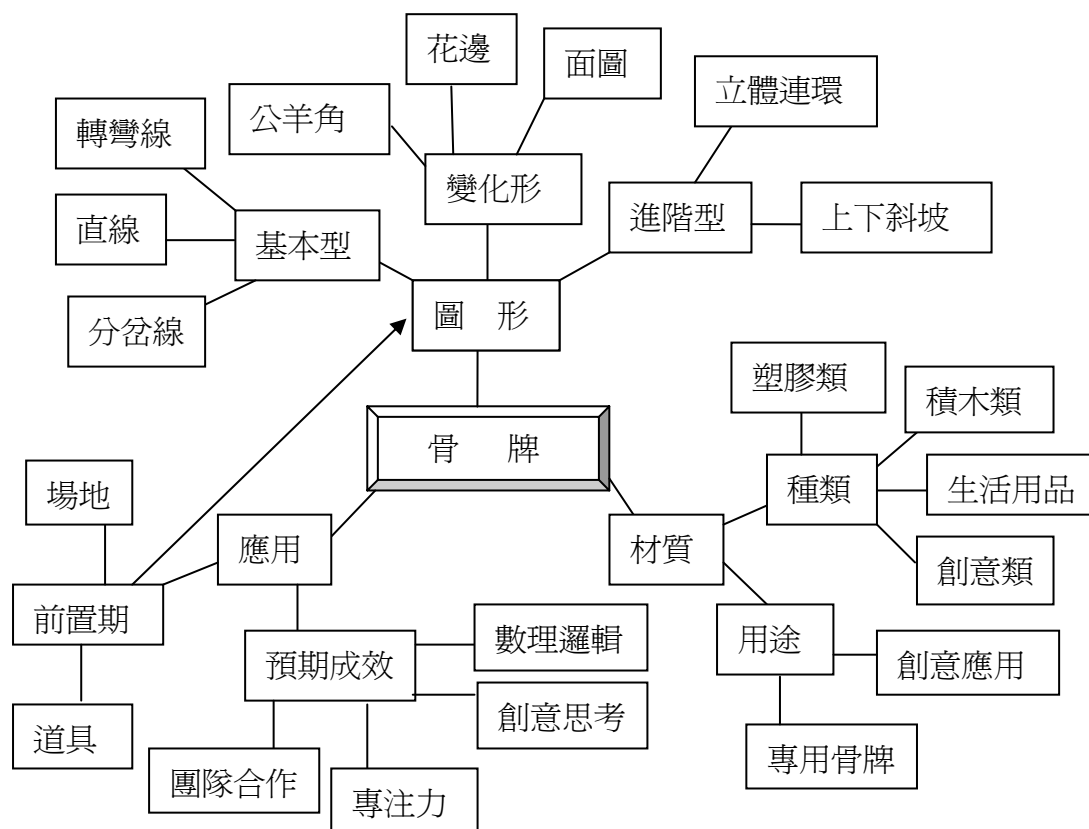 花邊
面圖
立體連環
公羊角
轉彎線
變化形
進階型
上下斜坡
直線
基本型
分岔線
圖 形
塑膠類
積木類
骨 牌
種類
生活用品
場地
應用
材質
創意類
前置期
數理邏輯
用途
預期成效
創意應用
創意思考
道具
團隊合作
專用骨牌
專注力